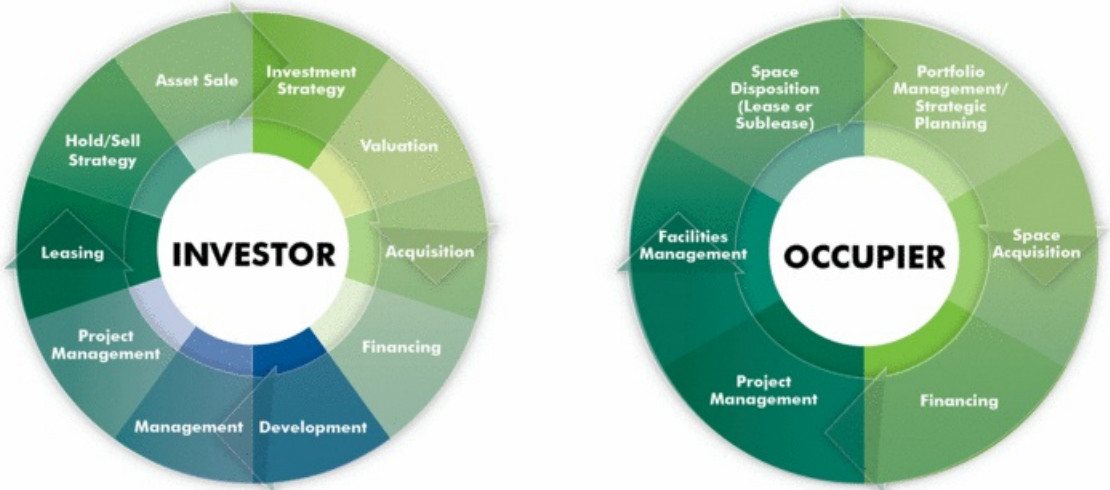 Asset Sale
Investment
Strategy
Valuation
Acquisition
Financing
Development
Management
Project
Management
Leasing
Hold/Sell
Strategy
INVESTOR
Space
Disposition
(Lease or
Sublease)
Portfolio
Management/
Strategic
Planning
Space
Acquisition
Financing
Project
Management
Facilities
Management
OCCUPIER